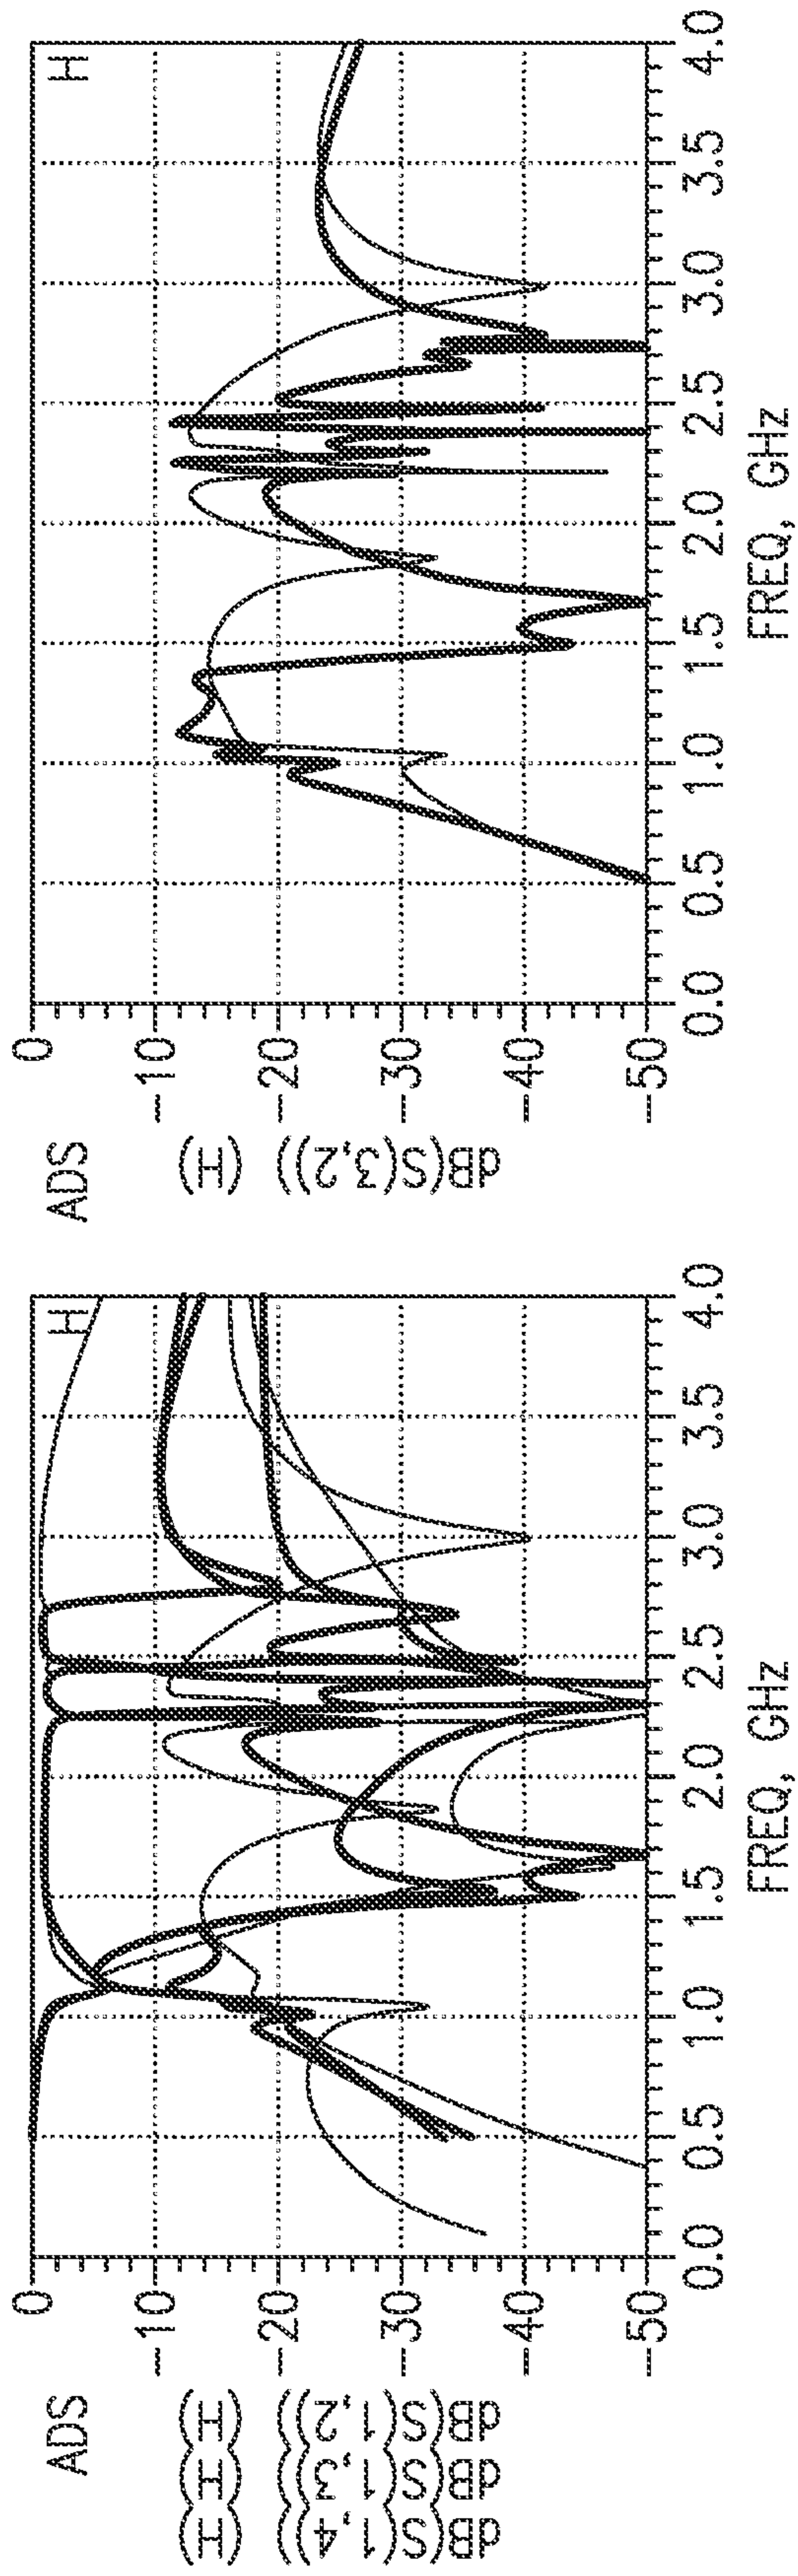 ADS
H
dB(S(1,4)) (H)
dB(S(1,3)) (H)
dB(S(1,2)) (H)
0
-10
-20
-30
-40
-50
0.0 0.5 1.0 1.5 2.0 2.5 3.0 3.5 4.0
FREQ, GHz
ADS
H
dB(S(3,2)) (H)
0
-10
-20
-30
-40
-50
0.0 0.5 1.0 1.5 2.0 2.5 3.0 3.5 4.0
FREQ, GHz